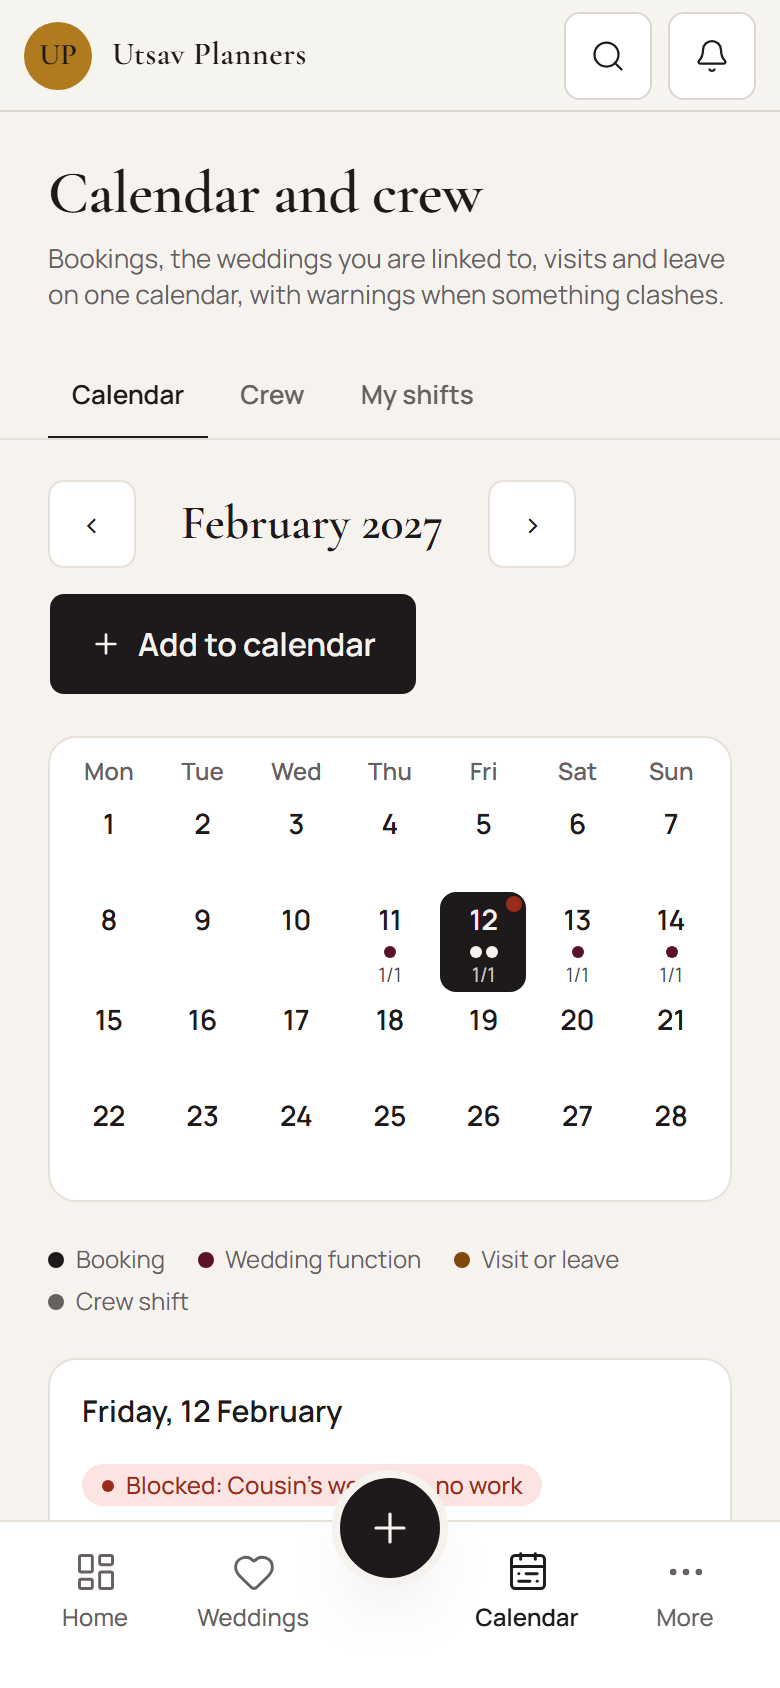 UP Utsav Planners
Calendar and crew
Bookings, the weddings you are linked to, visits and leave
on one calendar, with warnings when something clashes.
Calendar Crew My shifts
February 2027
Add to calendar
Mon Tue Wed Thu Fri Sat Sun
1 2 3 4 5 6 7
8 9 10 11 12 13 14
1/1 1/1 1/1 1/1
15 16 17 18 19 20 21
22 23 24 25 26 27 28
Booking Wedding function Visit or leave
Crew shift
Friday, 12 February
Blocked: Cousin's no work
Home Weddings Calendar More